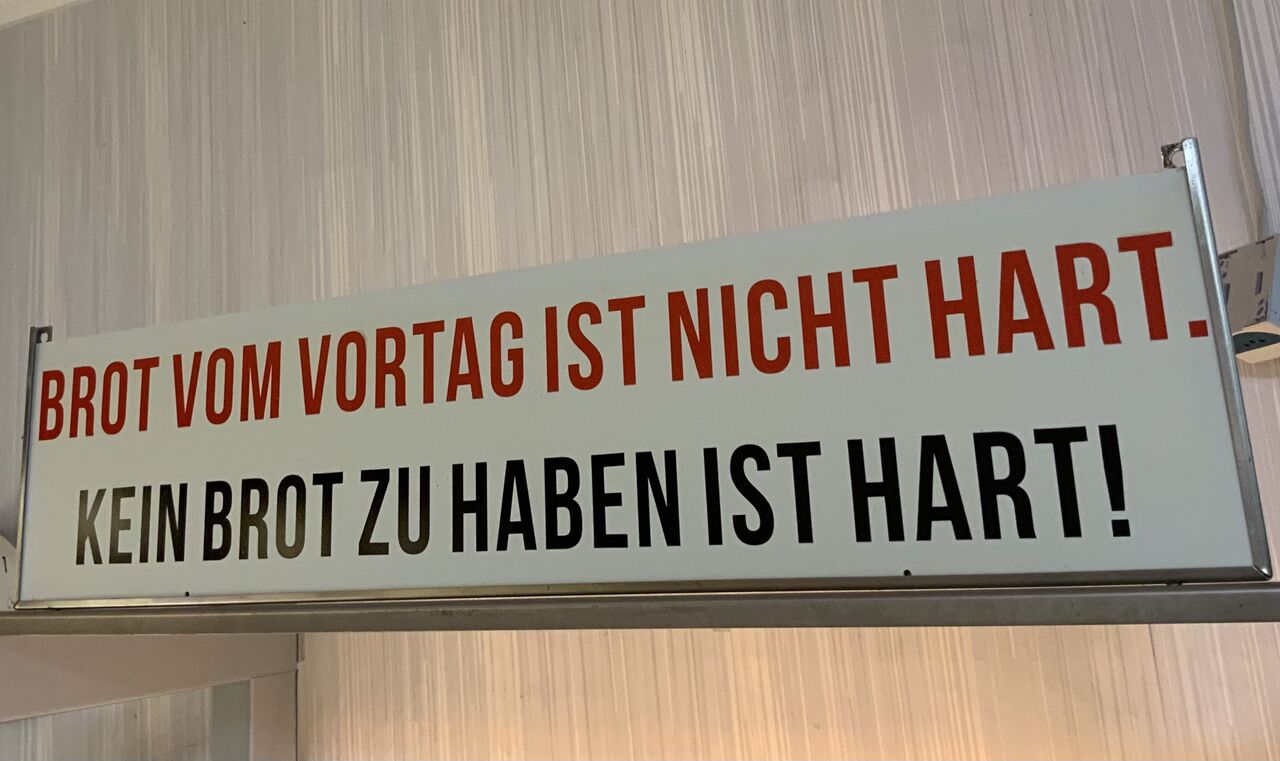 BROT VOM VORTAG IST NICHT HART.
KEIN BROT ZU HABEN IST HART!